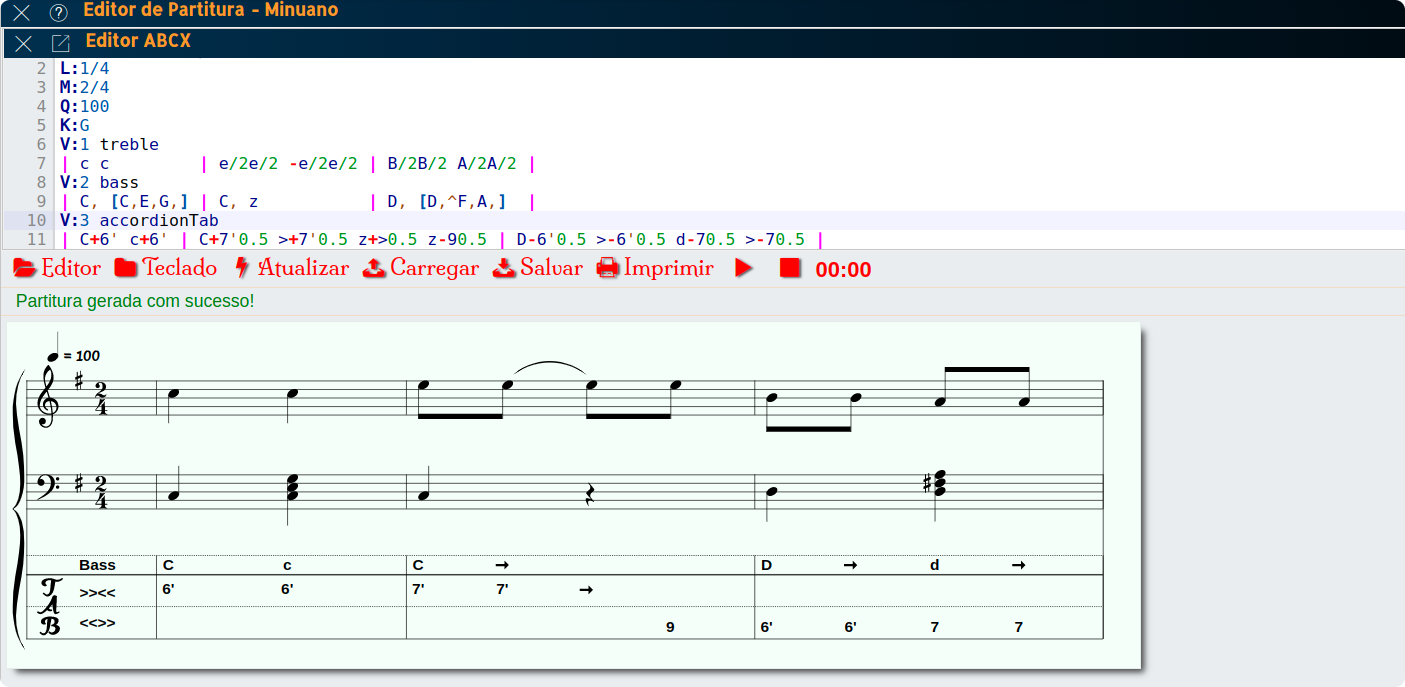 Editor de Partitura - Minuano
Editor ABCX
2 L:1/4
3 M:2/4
4 Q:100
5 K:G
6 V:1 treble
7 | c c | e/2e/2 -e/2e/2 | B/2B/2 A/2A/2 |
8 V:2 bass
9 | C, [C,E,G,] | C, z | D, [D,^F,A,] |
10 V:3 accordionTab
11 | C+6' c+6' | C+7'0.5 >+7'0.5 z+>0.5 z-90.5 | D-6'0.5 >-6'0.5 d-70.5 >-70.5 |
Editor Teclado Atualizar Carregar Salvar Imprimir 00:00
Partitura gerada com sucesso!
= 100
2 4
2 4
Bass C c C → D → d →
T A B
>><< 6' 6' 7' 7' →
<<>> 9 6' 6' 7 7